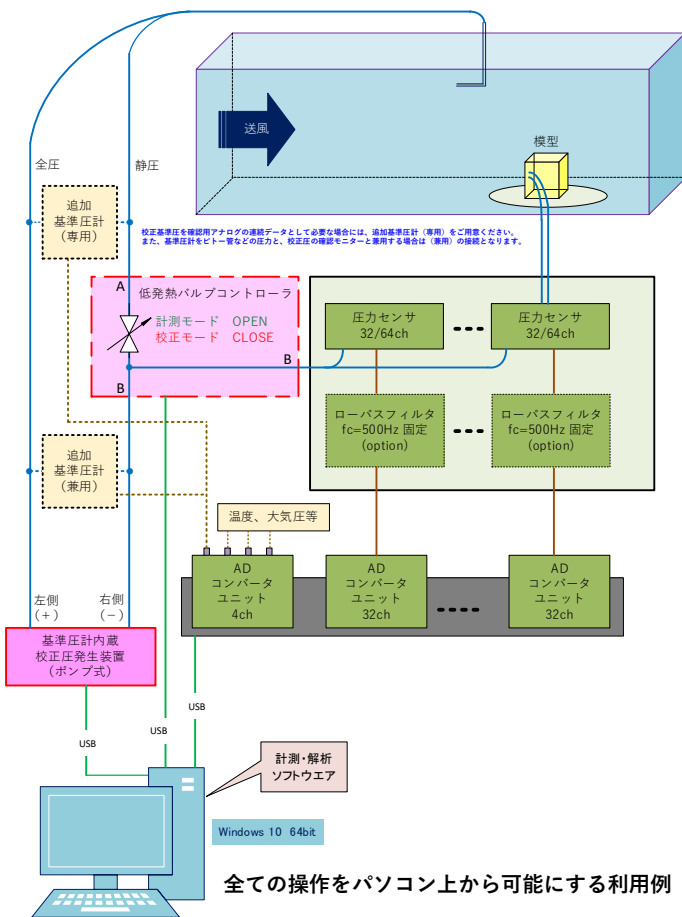 送風
模型
全圧
静圧
追加
基準圧計
（専用）
校正基準圧を確認用アナログの連続データとして必要な場合には、追加基準圧計（専用）をご用意ください。
また、基準圧計をピトー管などの圧力と、校正圧の確認モニターと兼用する場合は（兼用）の接続となります。
A
低発熱バルブコントローラ
計測モード OPEN
校正モード CLOSE
B
B
圧力センサ
32/64ch
圧力センサ
32/64ch
ローパスフィルタ
fc=500Hz 固定
(option)
ローパスフィルタ
fc=500Hz 固定
(option)
追加
基準圧計
（兼用）
温度、大気圧等
AD
コンバータ
ユニット
4ch
AD
コンバータ
ユニット
32ch
AD
コンバータ
ユニット
32ch
左側
(＋)
右側
(－)
基準圧計内蔵
校正圧発生装置
（ポンプ式）
USB
USB
USB
計測・解析
ソフトウエア
Windows 10 64bit
全ての操作をパソコン上から可能にする利用例